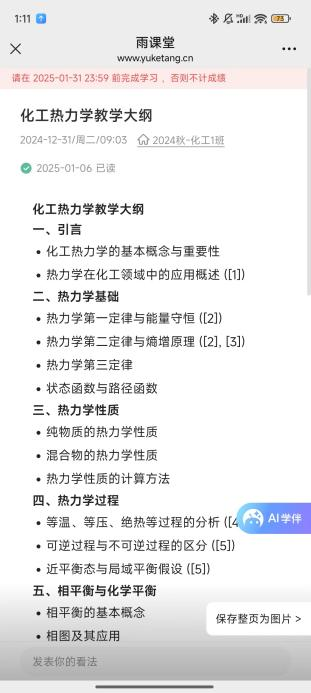 1:11
75
雨课堂
www.yuketang.cn
请在 2025-01-31 23:59 前完成学习，否则不计成绩
化工热力学教学大纲
2024-12-31/周二/09:03 2024秋-化工1班
2025-01-06 已读
化工热力学教学大纲
一、引言
• 化工热力学的基本概念与重要性
• 热力学在化工领域中的应用概述 ([1])
二、热力学基础
• 热力学第一定律与能量守恒 ([2])
• 热力学第二定律与熵增原理 ([2], [3])
• 热力学第三定律
• 状态函数与路径函数
三、热力学性质
• 纯物质的热力学性质
• 混合物的热力学性质
• 热力学性质的计算方法
四、热力学过程
• 等温、等压、绝热等过程的分析 ([4
AI学伴
• 可逆过程与不可逆过程的区分 ([5])
• 近平衡态与局域平衡假设 ([5])
五、相平衡与化学平衡
• 相平衡的基本概念
保存整页为图片 >
• 相图及其应用
发表你的看法